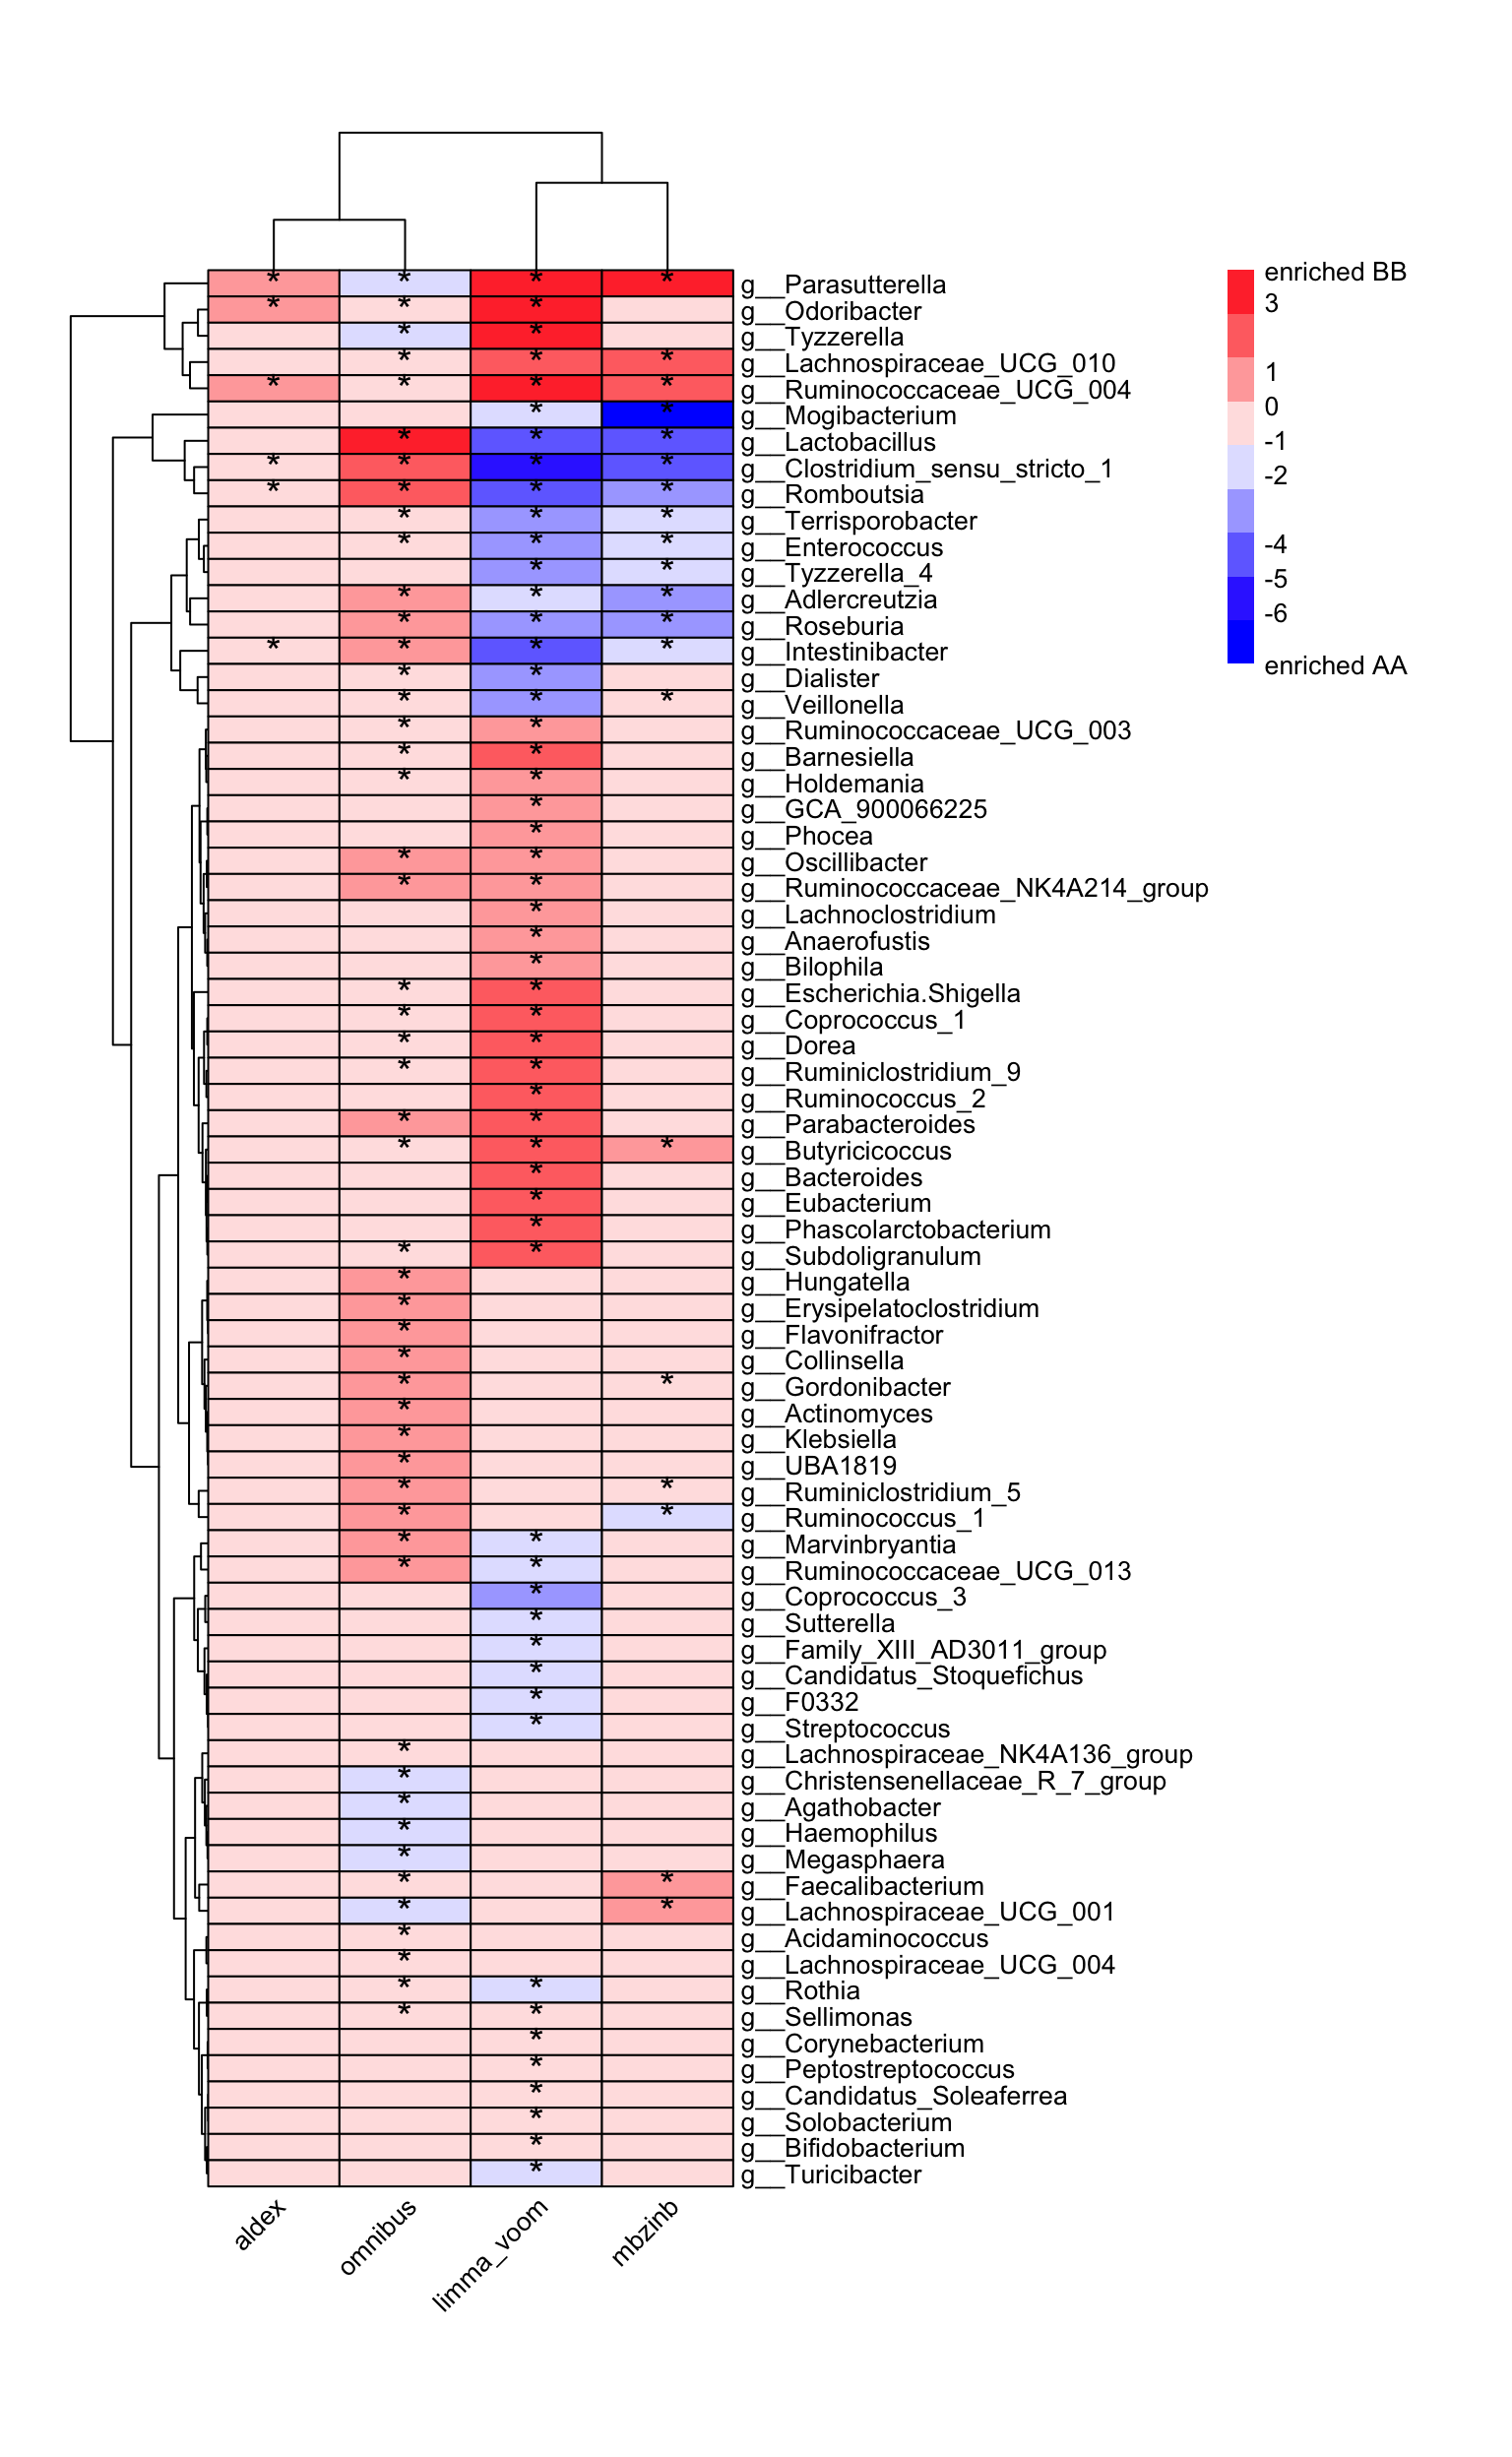 enriched BB
3
1
0
-1
-2
-4
-5
-6
enriched AA
* * * * g__Parasutterella
* * * g__Odoribacter
* * g__Tyzzerella
* * * g__Lachnospiraceae_UCG_010
* * * * g__Ruminococcaceae_UCG_004
* * g__Mogibacterium
* * * g__Lactobacillus
* * * * g__Clostridium_sensu_stricto_1
* * * * g__Romboutsia
* * * g__Terrisporobacter
* * * g__Enterococcus
* * g__Tyzzerella_4
* * * g__Adlercreutzia
* * * g__Roseburia
* * * * g__Intestinibacter
* * g__Dialister
* * * g__Veillonella
* * g__Ruminococcaceae_UCG_003
* * g__Barnesiella
* * g__Holdemania
* g__GCA_900066225
* g__Phocea
* * g__Oscillibacter
* * g__Ruminococcaceae_NK4A214_group
* g__Lachnoclostridium
* g__Anaerofustis
* g__Bilophila
* * g__Escherichia.Shigella
* * g__Coprococcus_1
* * g__Dorea
* * g__Ruminiclostridium_9
* g__Ruminococcus_2
* * g__Parabacteroides
* * * g__Butyricicoccus
* g__Bacteroides
* g__Eubacterium
* g__Phascolarctobacterium
* * g__Subdoligranulum
* g__Hungatella
* g__Erysipelatoclostridium
* g__Flavonifractor
* g__Collinsella
* * g__Gordonibacter
* g__Actinomyces
* g__Klebsiella
* g__UBA1819
* * g__Ruminiclostridium_5
* * g__Ruminococcus_1
* * g__Marvinbryantia
* * g__Ruminococcaceae_UCG_013
* g__Coprococcus_3
* g__Sutterella
* g__Family_XIII_AD3011_group
* g__Candidatus_Stoquefichus
* g__F0332
* g__Streptococcus
* g__Lachnospiraceae_NK4A136_group
* g__Christensenellaceae_R_7_group
* g__Agathobacter
* g__Haemophilus
* g__Megasphaera
* * g__Faecalibacterium
* * g__Lachnospiraceae_UCG_001
* g__Acidaminococcus
* g__Lachnospiraceae_UCG_004
* * g__Rothia
* * g__Sellimonas
* g__Corynebacterium
* g__Peptostreptococcus
* g__Candidatus_Soleaferrea
* g__Solobacterium
* g__Bifidobacterium
* g__Turicibacter
aldex
omnibus
limma_voom
mbzinb